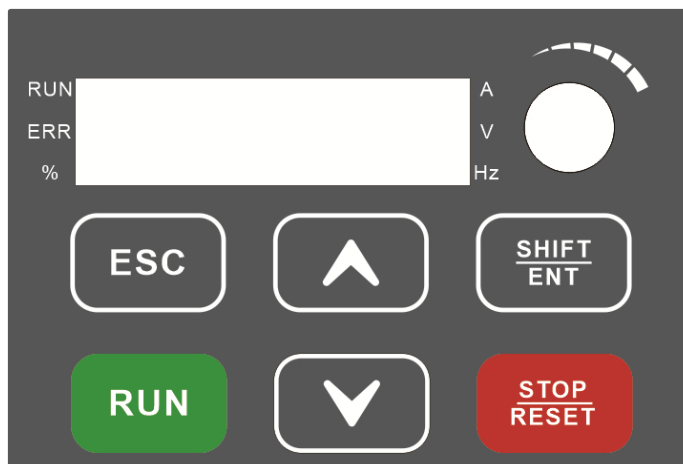 RUN
A
ERR
V
%
Hz
ESC
SHIFT
ENT
RUN
STOP
RESET